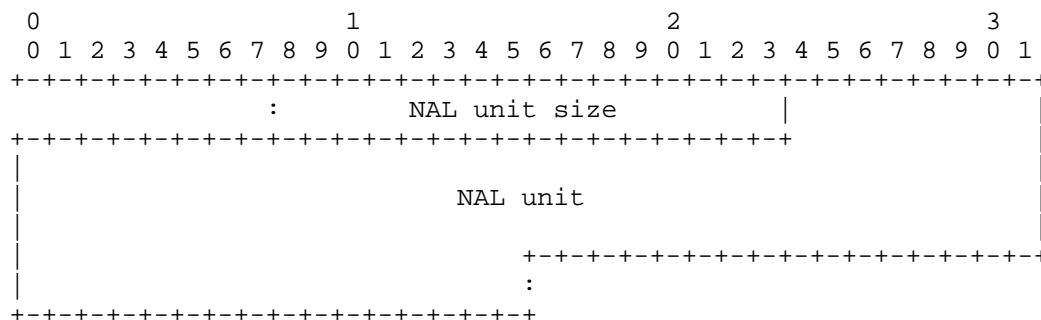 0                   1                   2                   3
0 1 2 3 4 5 6 7 8 9 0 1 2 3 4 5 6 7 8 9 0 1 2 3 4 5 6 7 8 9 0 1
+-+-+-+-+-+-+-+-+-+-+-+-+-+-+-+-+-+-+-+-+-+-+-+-+-+-+-+-+-+-+-+-+
                :        NAL unit size          |               |
+-+-+-+-+-+-+-+-+-+-+-+-+-+-+-+-+-+-+-+-+-+-+-+-+               |
|                                                               |
|                           NAL unit                            |
|                                                               |
|                               +-+-+-+-+-+-+-+-+-+-+-+-+-+-+-+-+
|                               :
+-+-+-+-+-+-+-+-+-+-+-+-+-+-+-+-+